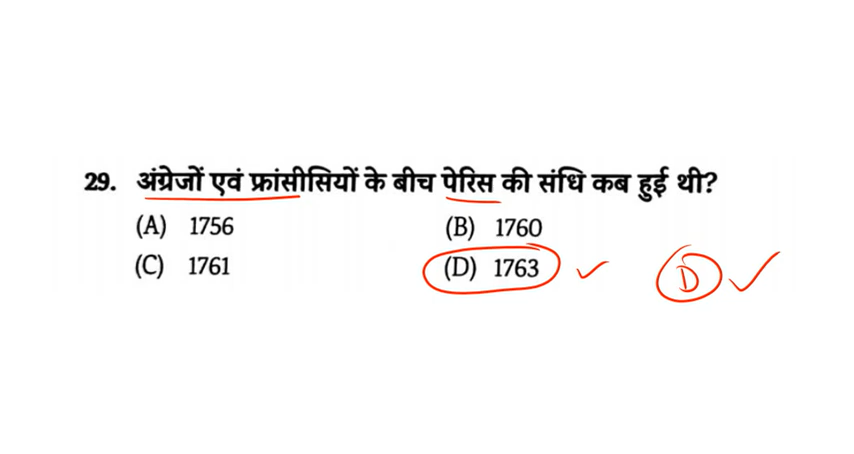 29. अंग्रेजों एवं फ्रांसीसियों के बीच पेरिस की संधि कब हुई थी?
(A) 1756 (B) 1760
(C) 1761 (D) 1763 D